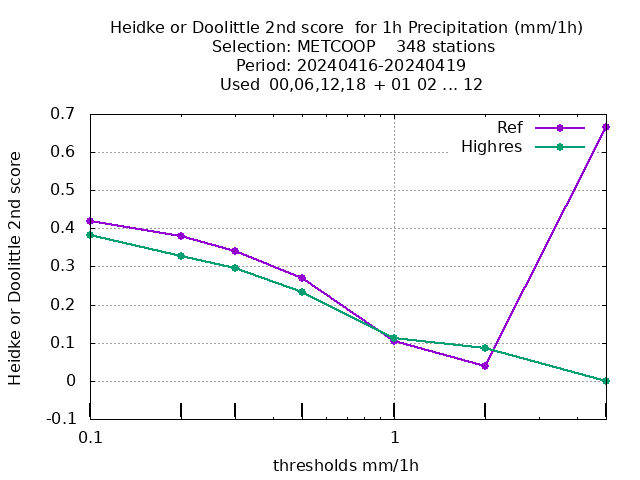 Heidke or Doolittle 2nd score  for 1h Precipitation (mm/1h)
Selection: METCOOP    348 stations
Period: 20240416-20240419
Used  00,06,12,18  + 01 02 ... 12
Heidke or Doolittle 2nd score
0.7
0.6
0.5
0.4
0.3
0.2
0.1
0
-0.1
Ref
Highres
0.1
1
thresholds mm/1h